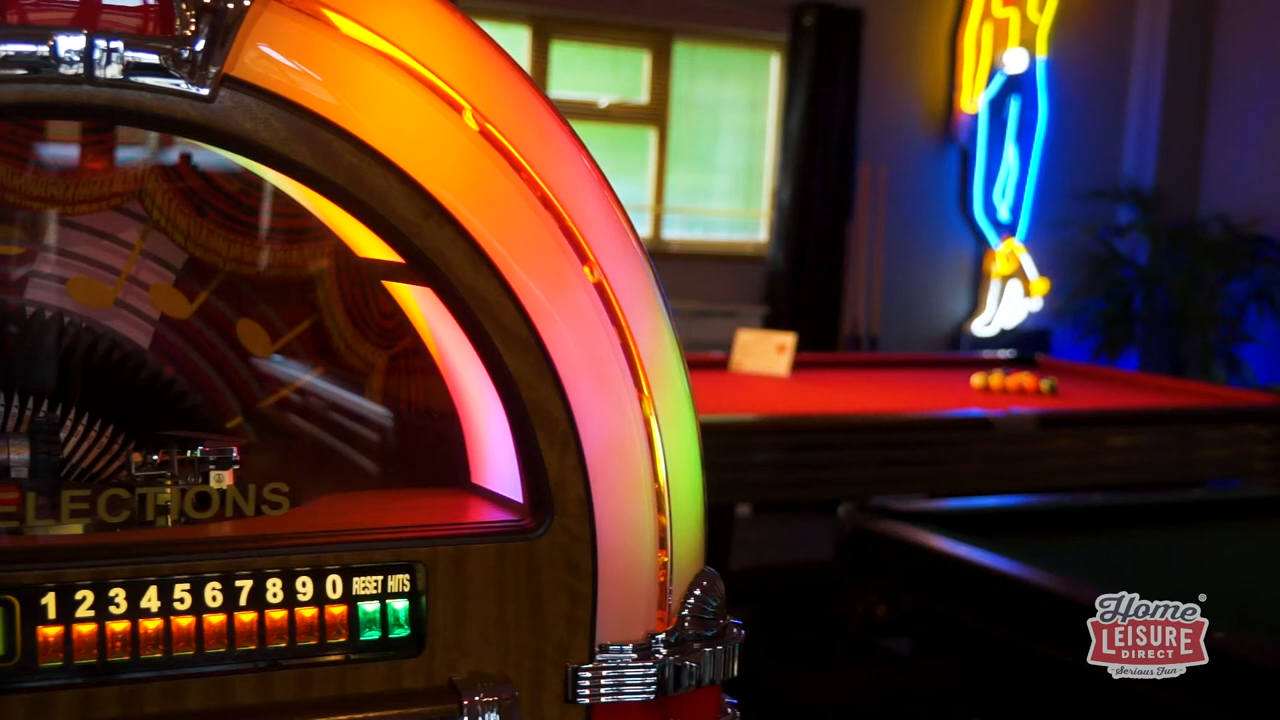 ELECTIONS
1 2 3 4 5 6 7 8 9 0 RESET HITS
Home®
LEISURE
DIRECT
-Serious Fun-